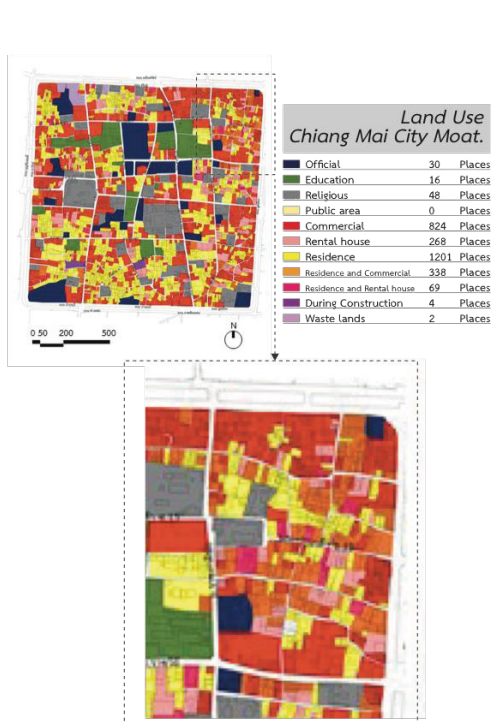 Land Use
Chiang Mai City Moat.
Official 30 Places
Education 16 Places
Religious 48 Places
Public area 0 Places
Commercial 824 Places
Rental house 268 Places
Residence 1201 Places
Residence and Commercial 338 Places
Residence and Rental house 69 Places
During Construction 4 Places
Waste lands 2 Places
0 50 200 500
N